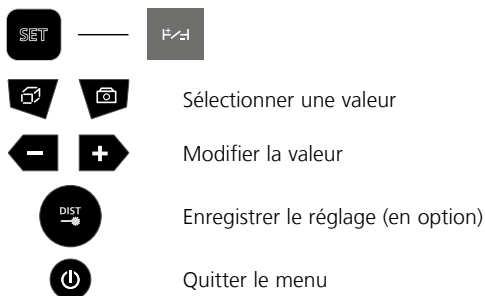 SET
Sélectionner une valeur
Modifier la valeur
DIST
Enregistrer le réglage (en option)
Quitter le menu